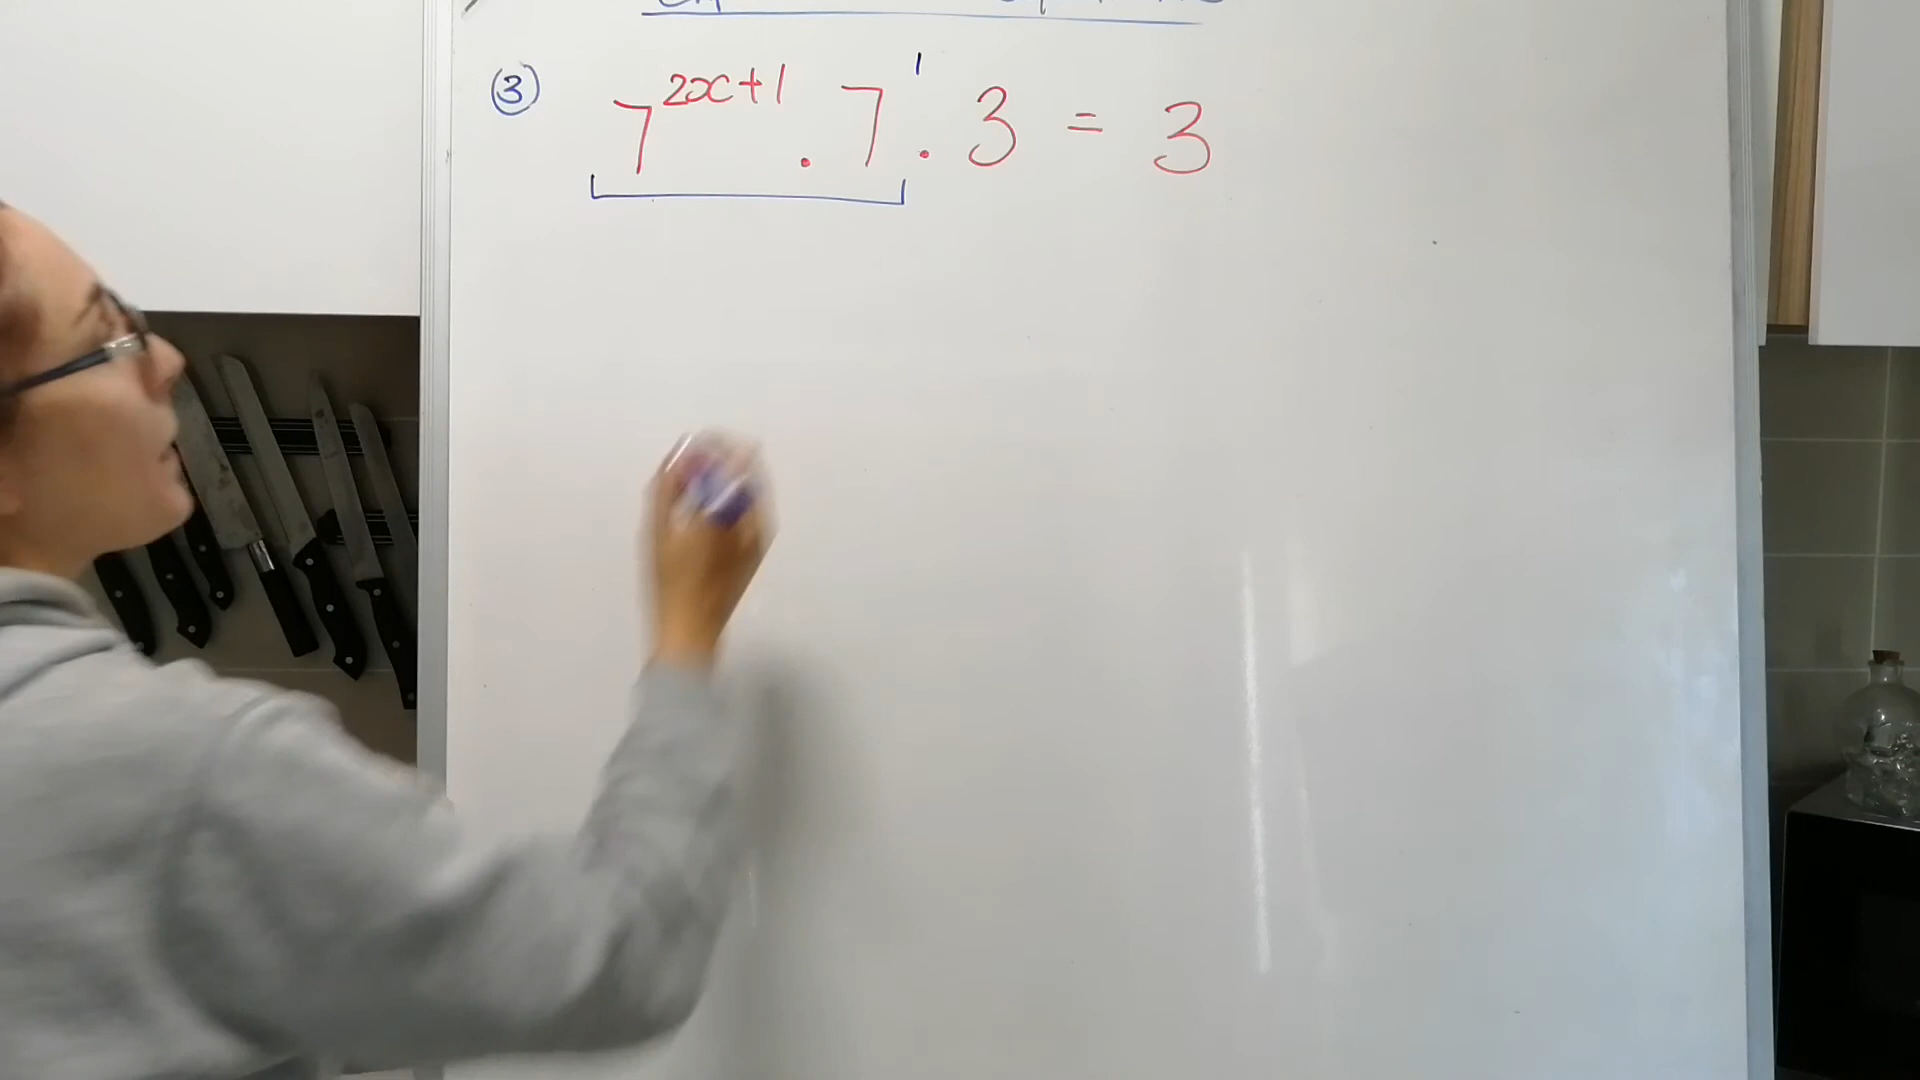 ③ 7^{2x+1} . 7^1 . 3 = 3